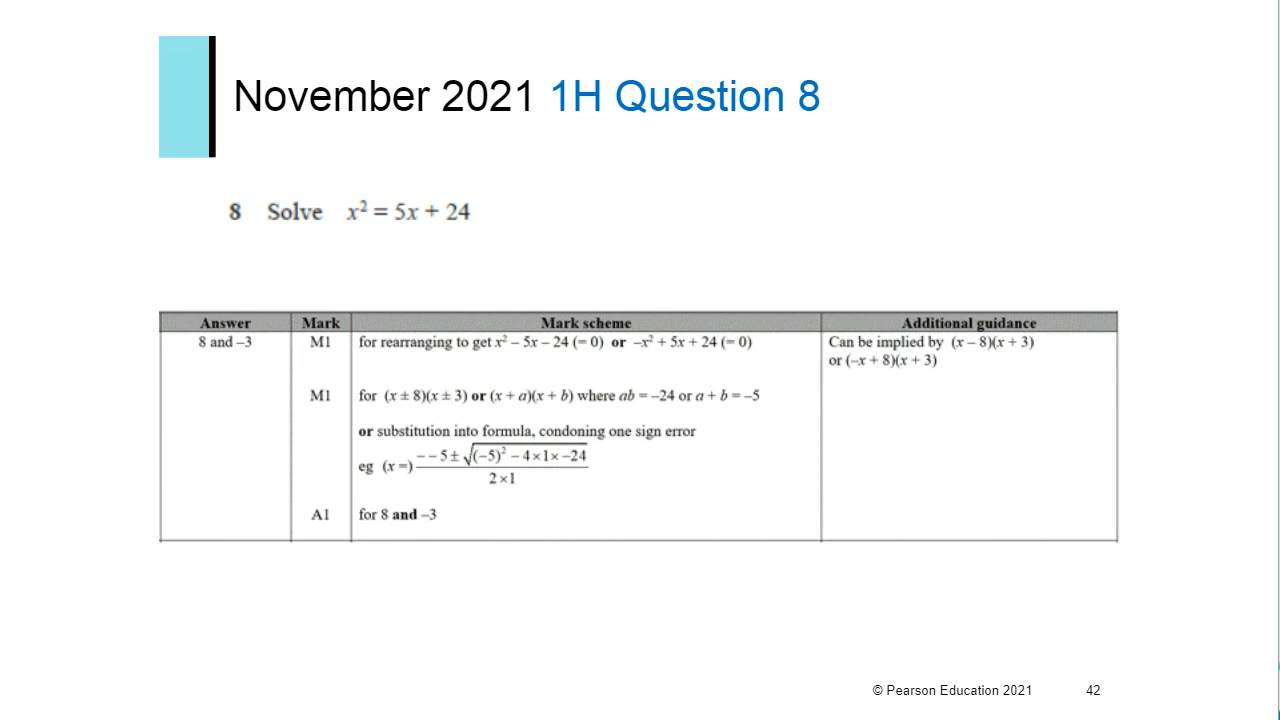 November 2021 1H Question 8
8 Solve x² = 5x + 24
Answer Mark Mark scheme Additional guidance
8 and –3 M1 for rearranging to get x² – 5x – 24 (= 0) or –x² + 5x + 24 (= 0) Can be implied by (x – 8)(x + 3)
or (–x + 8)(x + 3)
M1 for (x ± 8)(x ± 3) or (x + a)(x + b) where ab = –24 or a + b = –5
or substitution into formula, condoning one sign error
eg (x =) (– –5 ± √((–5)² – 4×1×–24)) / (2×1)
A1 for 8 and –3
© Pearson Education 2021 42